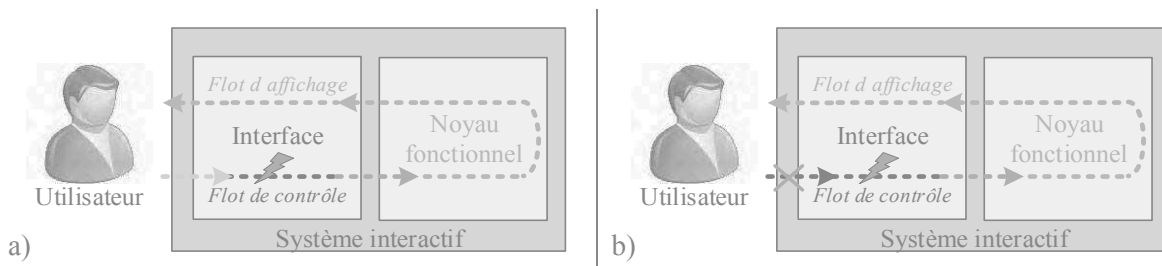 Flot d affichage
Interface
Noyau
fonctionnel
Flot de contrôle
Utilisateur
Système interactif
a)
Flot d affichage
Interface
Noyau
fonctionnel
Flot de contrôle
Utilisateur
Système interactif
b)